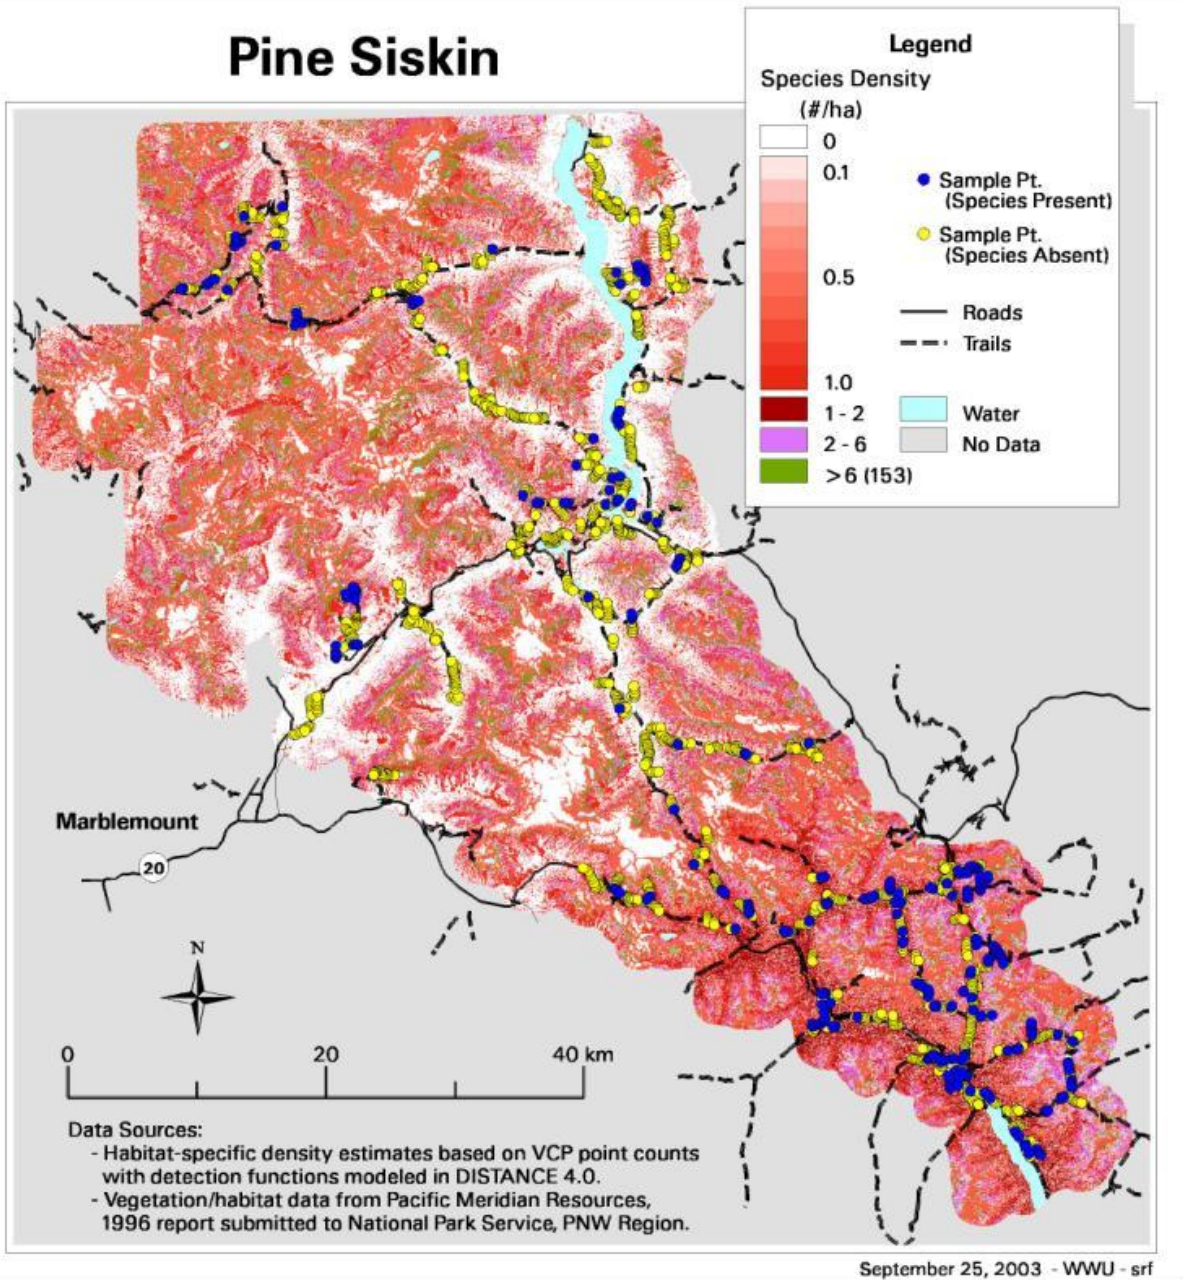 Pine Siskin
Legend
Species Density
(#/ha)
0
0.1
0.5
1.0
1 - 2
2 - 6
>6 (153)
Sample Pt.
(Species Present)
Sample Pt.
(Species Absent)
Roads
Trails
Water
No Data
Marblemount
20
N
0 20 40 km
Data Sources:
- Habitat-specific density estimates based on VCP point counts
with detection functions modeled in DISTANCE 4.0.
- Vegetation/habitat data from Pacific Meridian Resources,
1996 report submitted to National Park Service, PNW Region.
September 25, 2003 - WWU - srf